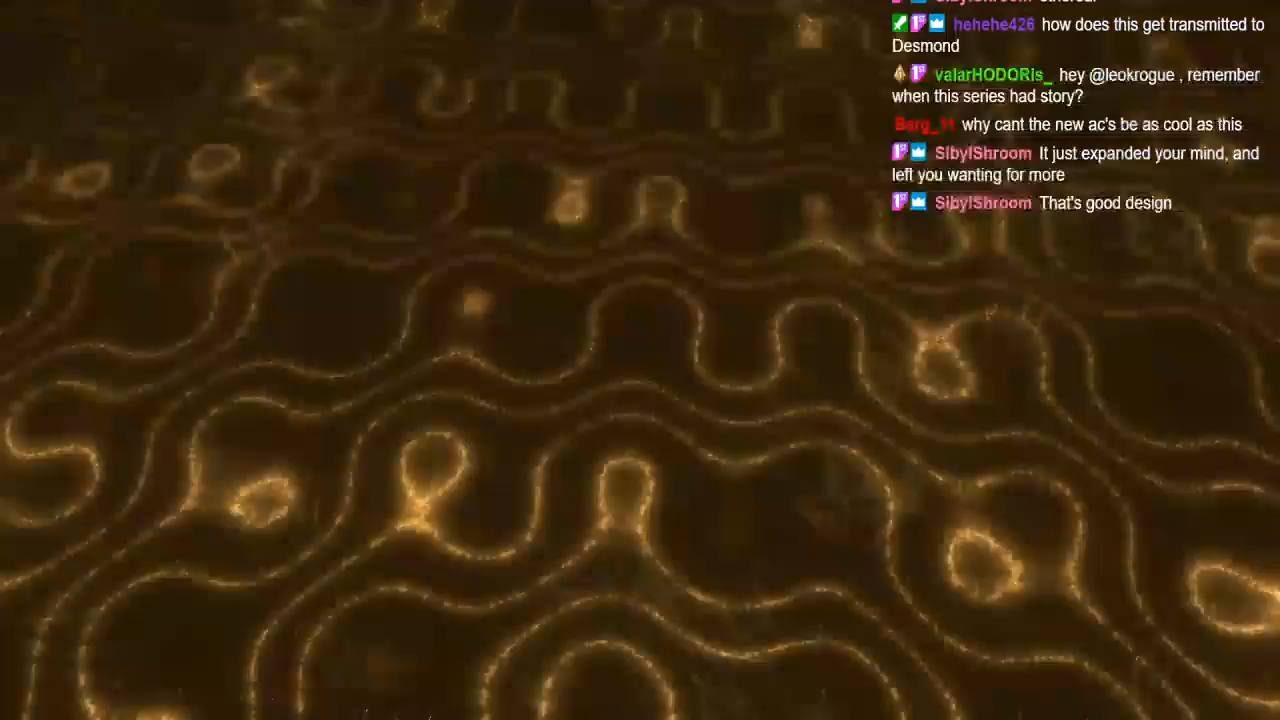 hehehe426 how does this get transmitted to
Desmond
valarHODORis_ hey @leokrogue , remember
when this series had story?
Barg_11 why cant the new ac's be as cool as this
SibylShroom It just expanded your mind, and
left you wanting for more
SibylShroom That's good design